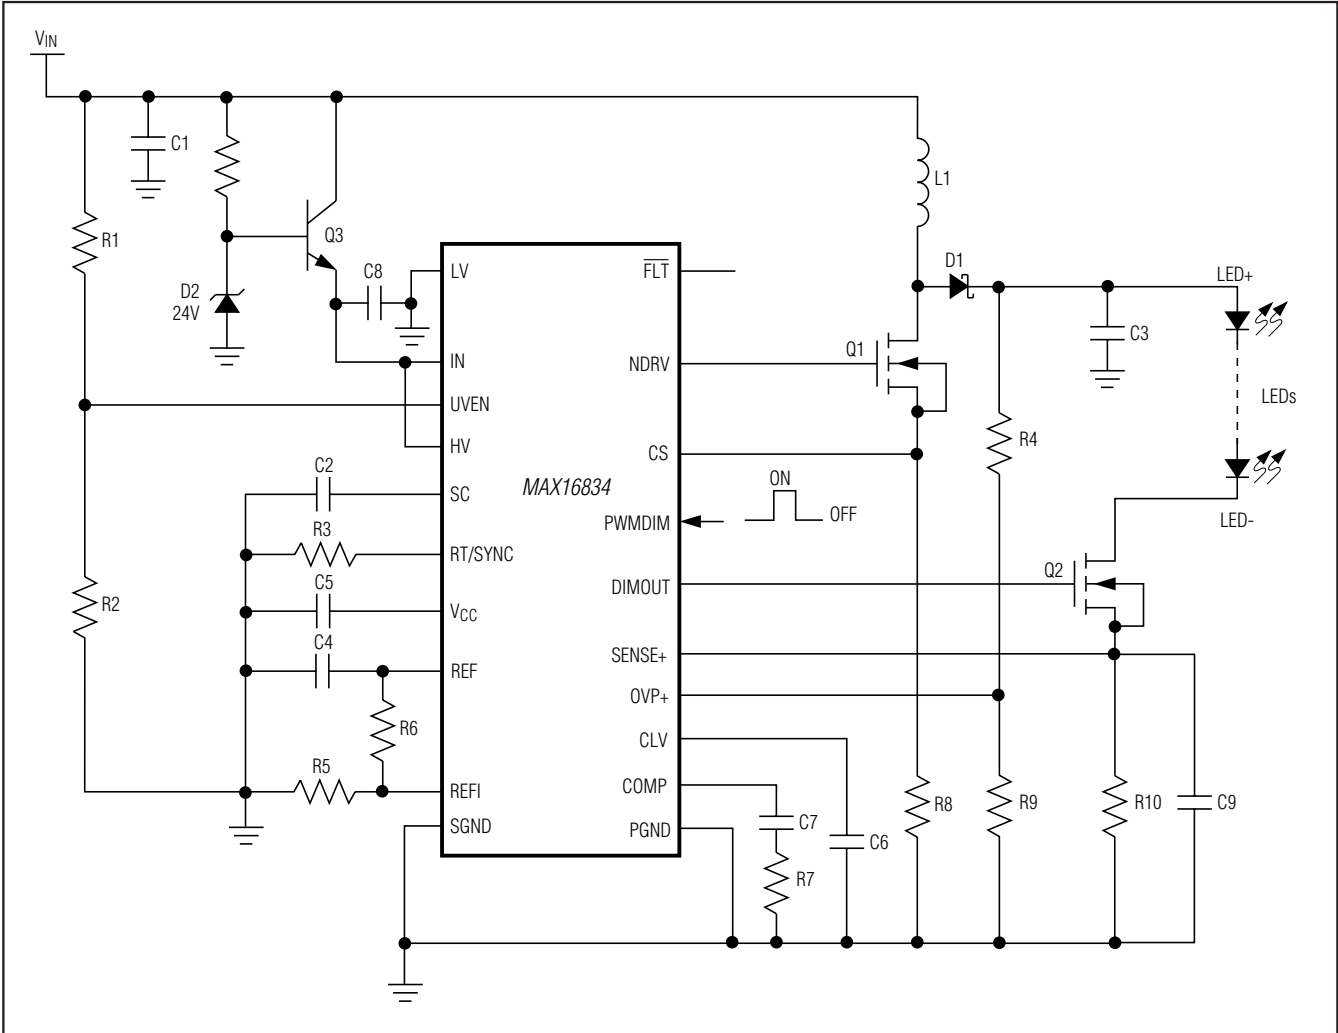 VIN
C1
R1
Q3
D2
24V
C8
L1
D1
LED+
C3
LEDs
LED-
Q1
R4
LV
IN
UVEN
HV
SC
RT/SYNC
VCC
REF
REFI
SGND
MAX16834
FLT
NDRV
CS
PWMDIM
DIMOUT
SENSE+
OVP+
CLV
COMP
PGND
ON
OFF
Q2
C2
R3
C5
C4
R6
R5
R2
C7
R7
C6
R8
R9
R10
C9